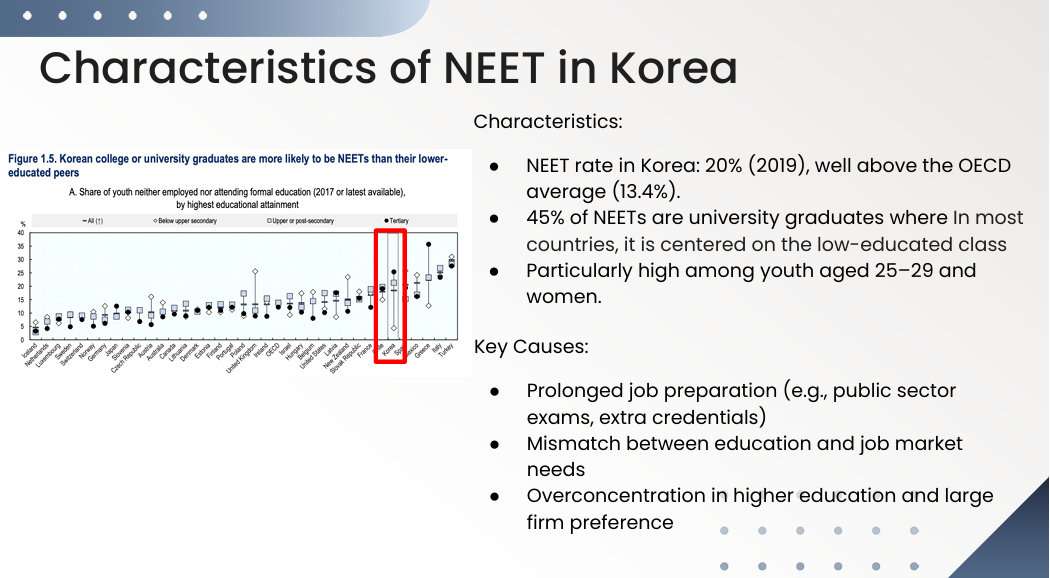 Characteristics of NEET in Korea
Figure 1.5. Korean college or university graduates are more likely to be NEETs than their lower-
educated peers
A. Share of youth neither employed nor attending formal education (2017 or latest available),
by highest educational attainment
All (↑)
Below upper secondary
Upper or post-secondary
Tertiary
%
40
35
30
25
20
15
10
5
0
Iceland
Netherlands
Luxembourg
Sweden
Switzerland
Norway
Germany
Japan
Slovenia
Czech Republic
Austria
Australia
Canada
Lithuania
Denmark
Estonia
Finland
Portugal
Poland
United Kingdom
Ireland
OECD
Israel
Hungary
Belgium
United States
Latvia
New Zealand
Slovak Republic
France
Korea
Greece
Italy
Turkey
Characteristics:
● NEET rate in Korea: 20% (2019), well above the OECD
average (13.4%).
● 45% of NEETs are university graduates where In most
countries, it is centered on the low-educated class
● Particularly high among youth aged 25–29 and
women.
Key Causes:
● Prolonged job preparation (e.g., public sector
exams, extra credentials)
● Mismatch between education and job market
needs
● Overconcentration in higher education and large
firm preference